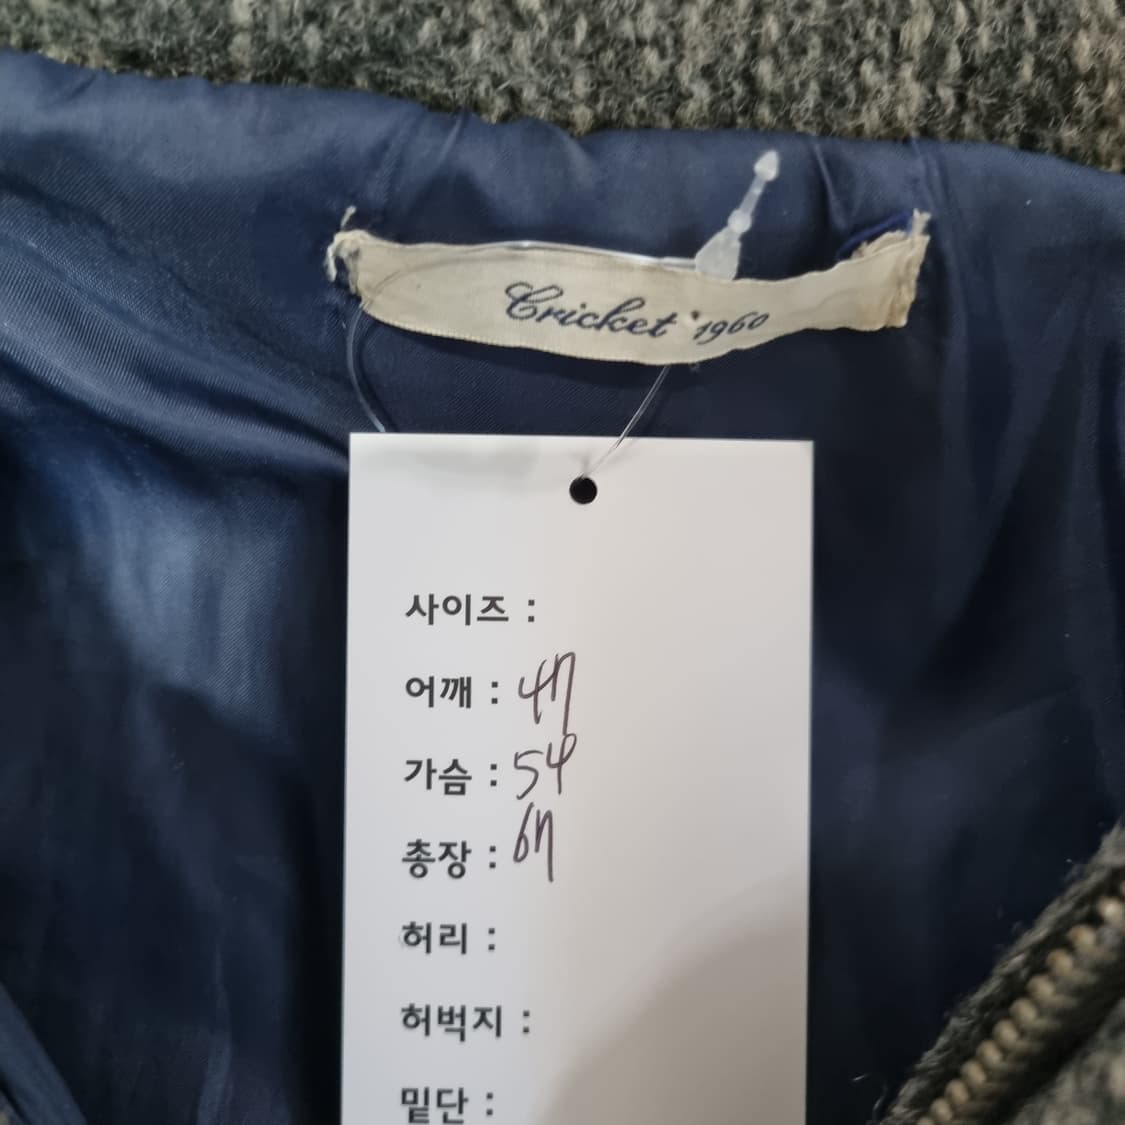 Cricket '1960
사이즈 :
어깨 : 47
가슴 : 54
총장 : 67
허리 :
허벅지 :
밑단 :